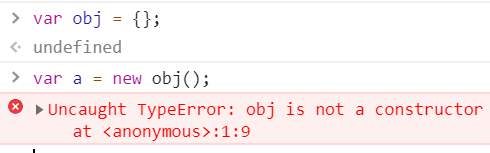 > var obj = {};
<· undefined
> var a = new obj();
▶Uncaught TypeError: obj is not a constructor
at <anonymous>:1:9